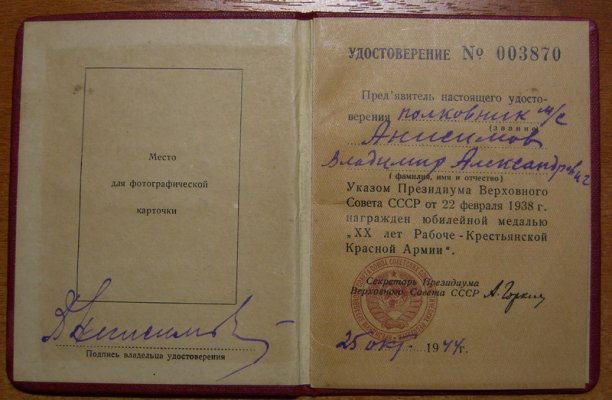 Место
для фотографической
карточки
В Анисимов
Подпись владельца удостоверения
УДОСТОВЕРЕНИЕ № 003870
Пред'явитель настоящего удосто-
верения полковник м/с
(звание)
Анисимов
Владимир Александрович
(фамилия, имя и отчество)
Указом Президиума Верховного
Совета СССР от 22 февраля 1938 г.
награжден юбилейной медалью
„XX лет Рабоче-Крестьянской
Красной Армии".
Секретарь Президиума
Верховного Совета СССР А. Горкин
25 окт. 1944 г.